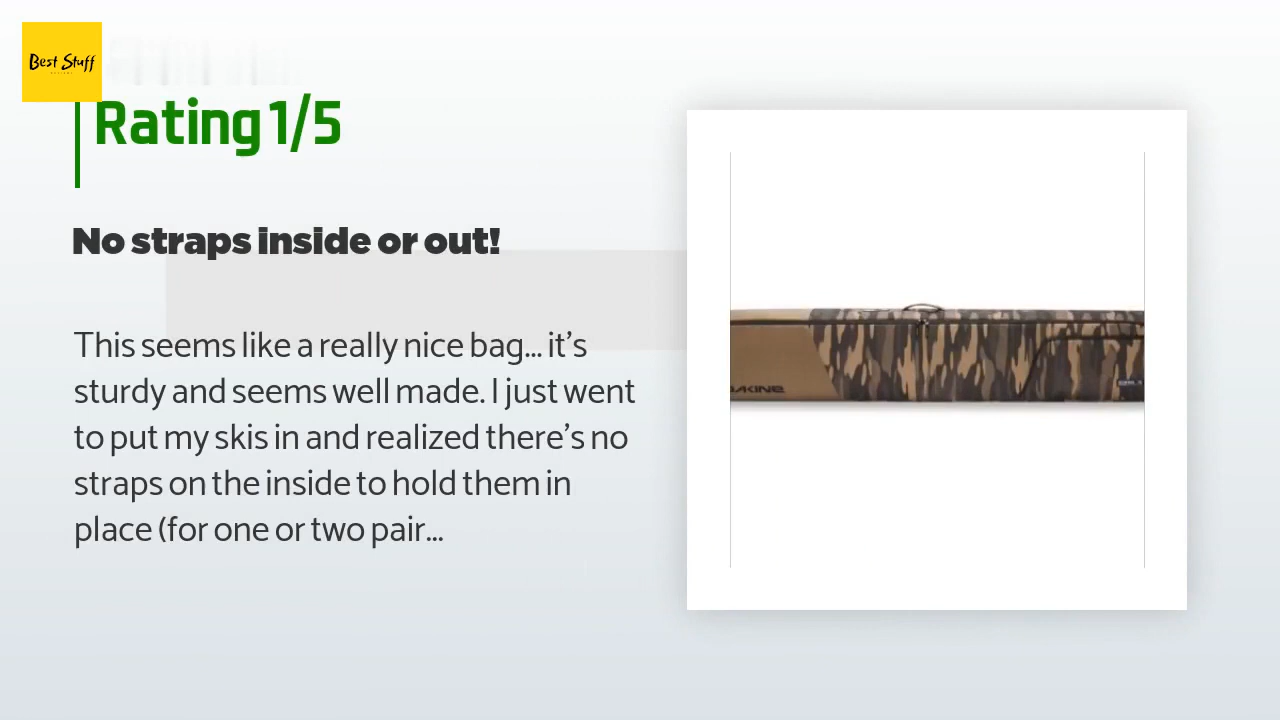 Best Stuff
Rating 1/5
No straps inside or out!
This seems like a really nice bag... it's
sturdy and seems well made. I just went
to put my skis in and realized there's no
straps on the inside to hold them in
place (for one or two pair...
DAKINE